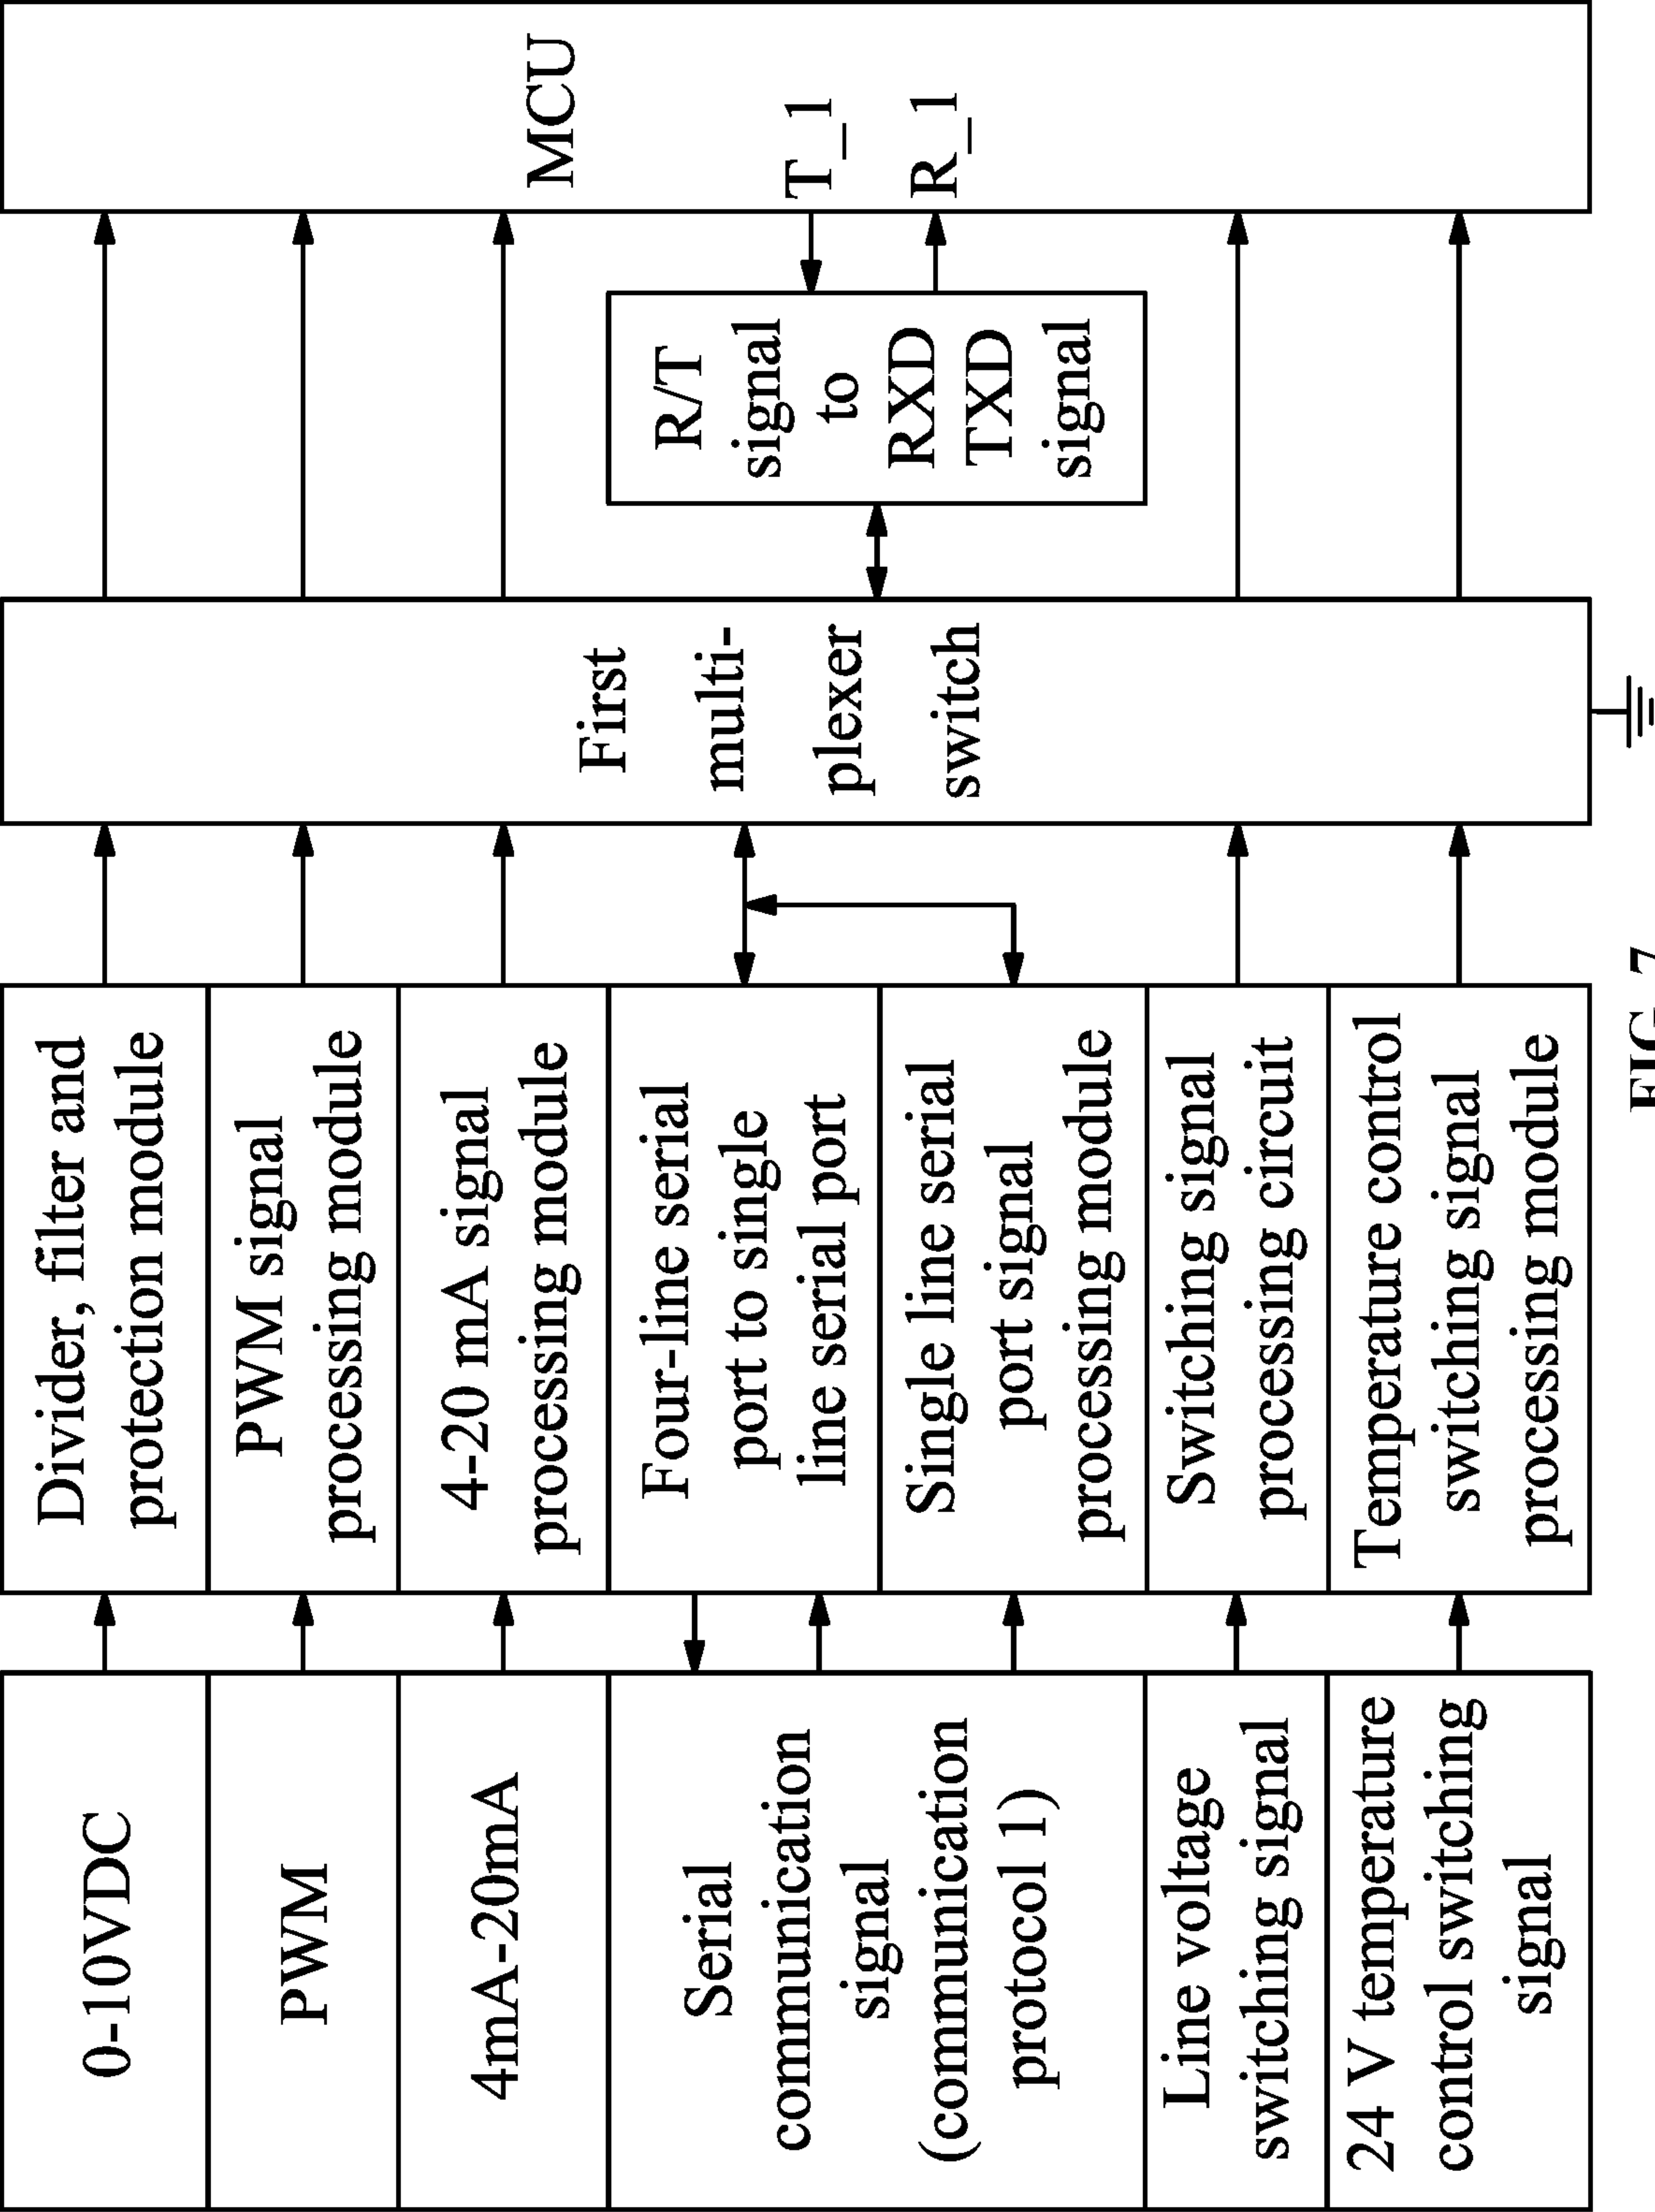 0-10VDC
PWM
4mA-20mA
Serial
communication
signal
(communication
protocol 1)
Line voltage
switching signal
24 V temperature
control switching
signal
Divider, filter and
protection module
PWM signal
processing module
4-20 mA signal
processing module
Four-line serial
port to single
line serial port
Single line serial
port signal
processing module
Switching signal
processing circuit
Temperature control
switching signal
processing module
First
multi-
plexer
switch
R/T
signal
to
RXD
TXD
signal
MCU
T_1
R_1
FIG. 7